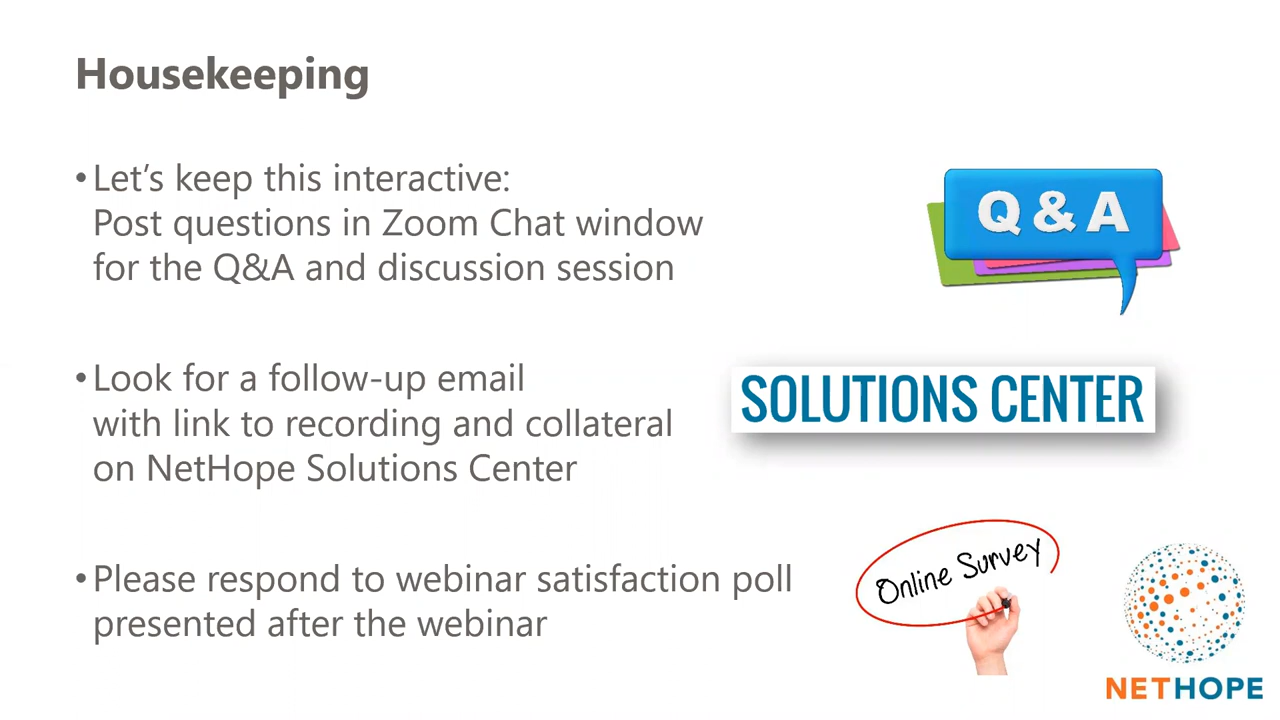 Housekeeping
•Let’s keep this interactive:
Post questions in Zoom Chat window
for the Q&A and discussion session
Q & A
•Look for a follow-up email
with link to recording and collateral
on NetHope Solutions Center
SOLUTIONS CENTER
•Please respond to webinar satisfaction poll
presented after the webinar
Online Survey
NETHOPE